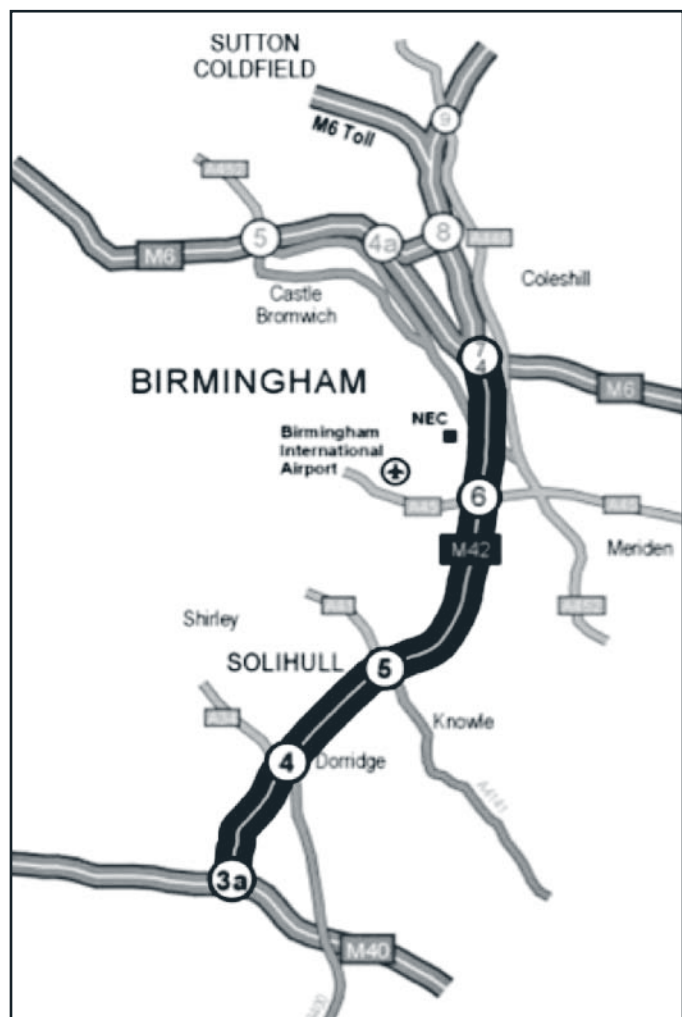 SUTTON
COLDFIELD
9
M6 Toll
A452
5
4a
8
A446
M6
Coleshill
Castle
Bromwich
7
4
BIRMINGHAM
M6
NEC
Birmingham
International
Airport
6
A45
A45
M42
Meriden
A41
A452
Shirley
SOLIHULL
5
A34
Knowle
4
Dorridge
A4141
3a
M40